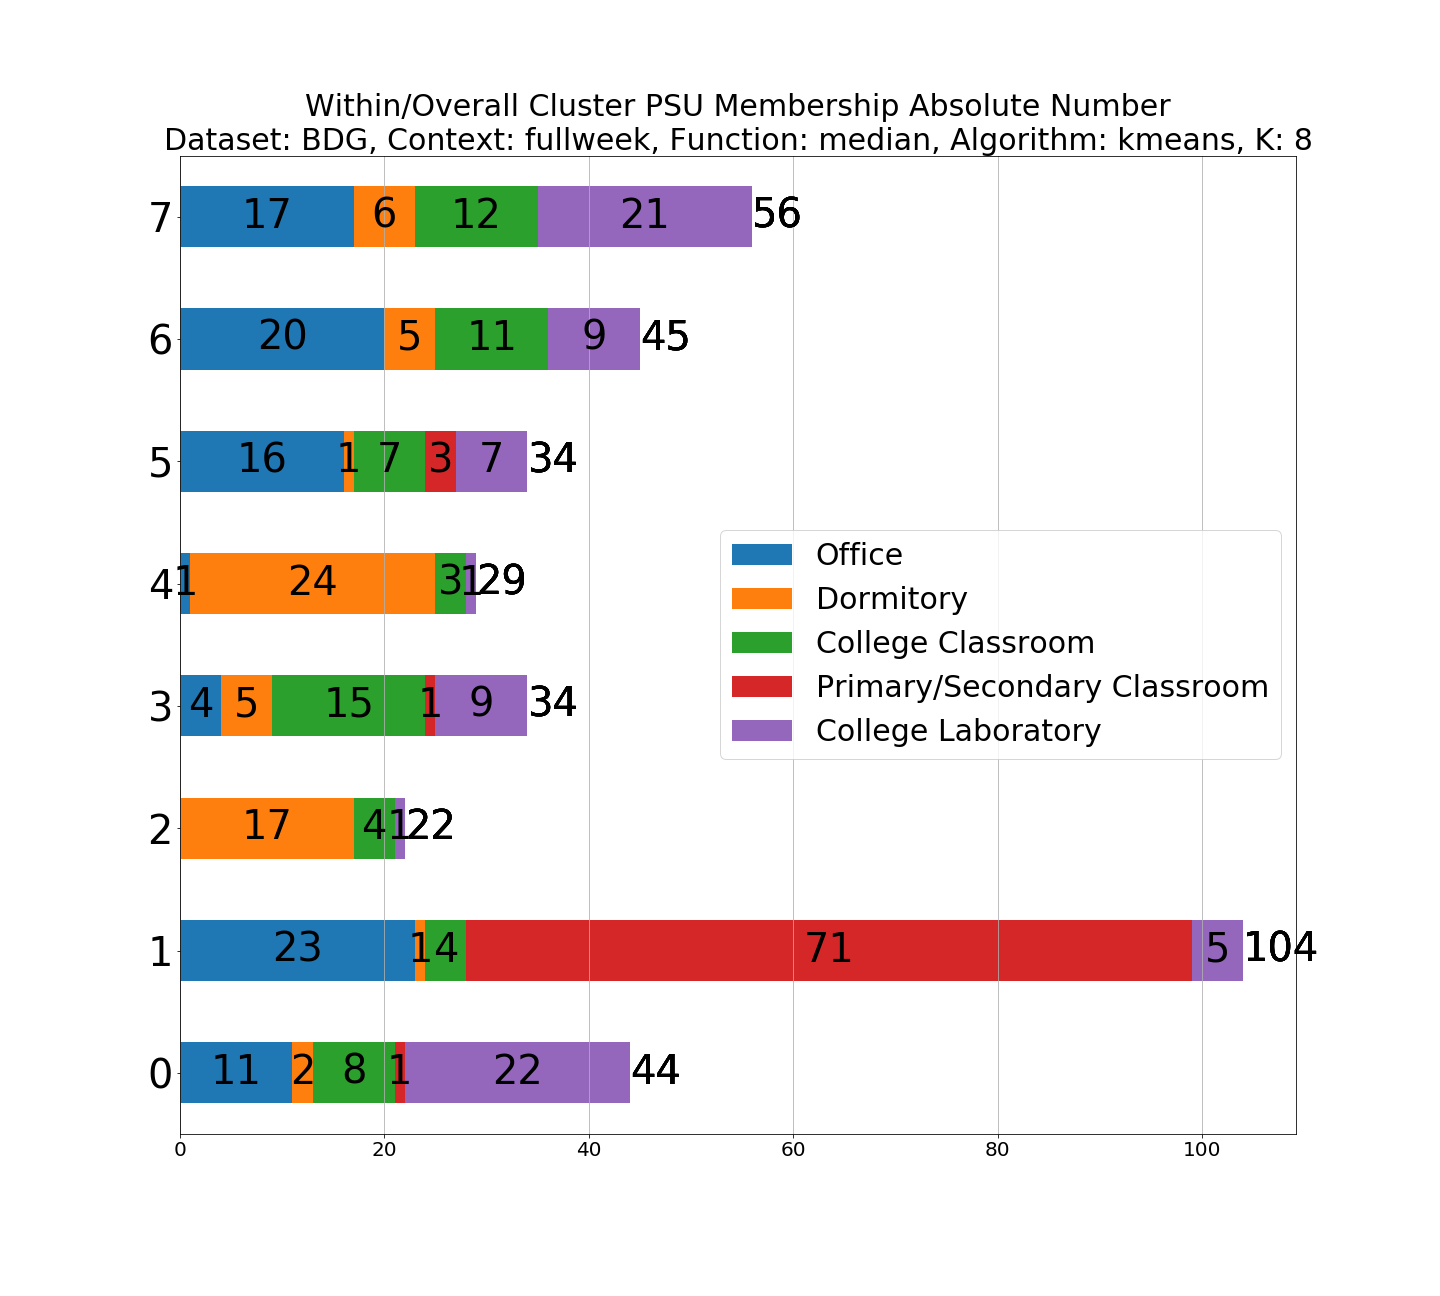 Within/Overall Cluster PSU Membership Absolute Number
Dataset: BDG, Context: fullweek, Function: median, Algorithm: kmeans, K: 8
7 17 6 12 21 56
6 20 5 11 9 45
5 16 1 7 3 7 34
4 1 24 3 1 29
3 4 5 15 1 9 34
2 17 4 1 22
1 23 1 4 71 5 104
0 11 2 8 1 22 44
Office
Dormitory
College Classroom
Primary/Secondary Classroom
College Laboratory
0 20 40 60 80 100